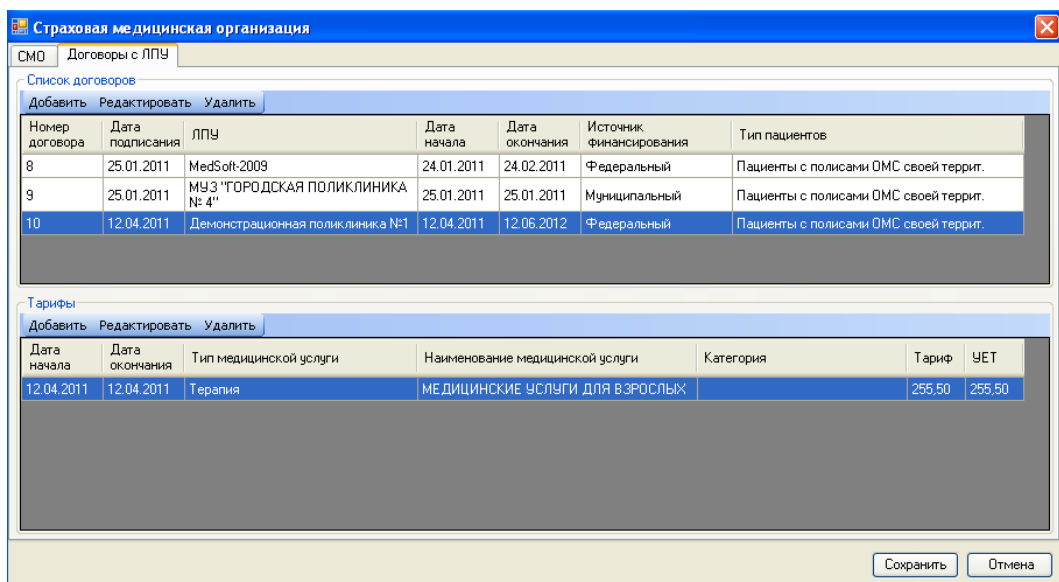 Страховая медицинская организация
СМО Договоры с ЛПУ
Список договоров
Добавить Редактировать Удалить
Номер договора Дата подписания ЛПУ Дата начала Дата окончания Источник финансирования Тип пациентов
8 25.01.2011 MedSoft-2009 24.01.2011 24.02.2011 Федеральный Пациенты с полисами ОМС своей террит.
9 25.01.2011 МУЗ "ГОРОДСКАЯ ПОЛИКЛИНИКА № 4" 25.01.2011 25.01.2011 Муниципальный Пациенты с полисами ОМС своей террит.
10 12.04.2011 Демонстрационная поликлиника №1 12.04.2011 12.06.2012 Федеральный Пациенты с полисами ОМС своей террит.
Тарифы
Добавить Редактировать Удалить
Дата начала Дата окончания Тип медицинской услуги Наименование медицинской услуги Категория Тариф УЕТ
12.04.2011 12.04.2011 Терапия МЕДИЦИНСКИЕ УСЛУГИ ДЛЯ ВЗРОСЛЫХ 255,50 255,50
Сохранить Отмена